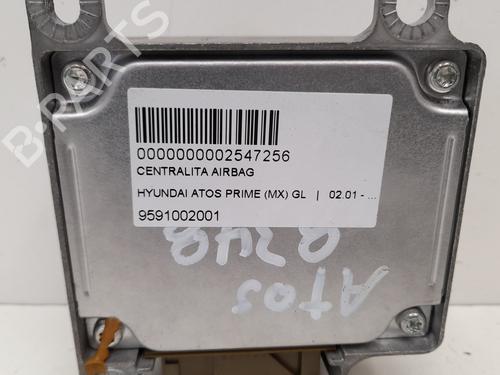 B-PARTS
0000000002547256
CENTRALITA AIRBAG
HYUNDAI ATOS PRIME (MX) GL | 02.01 - ...
9591002001
ATOS